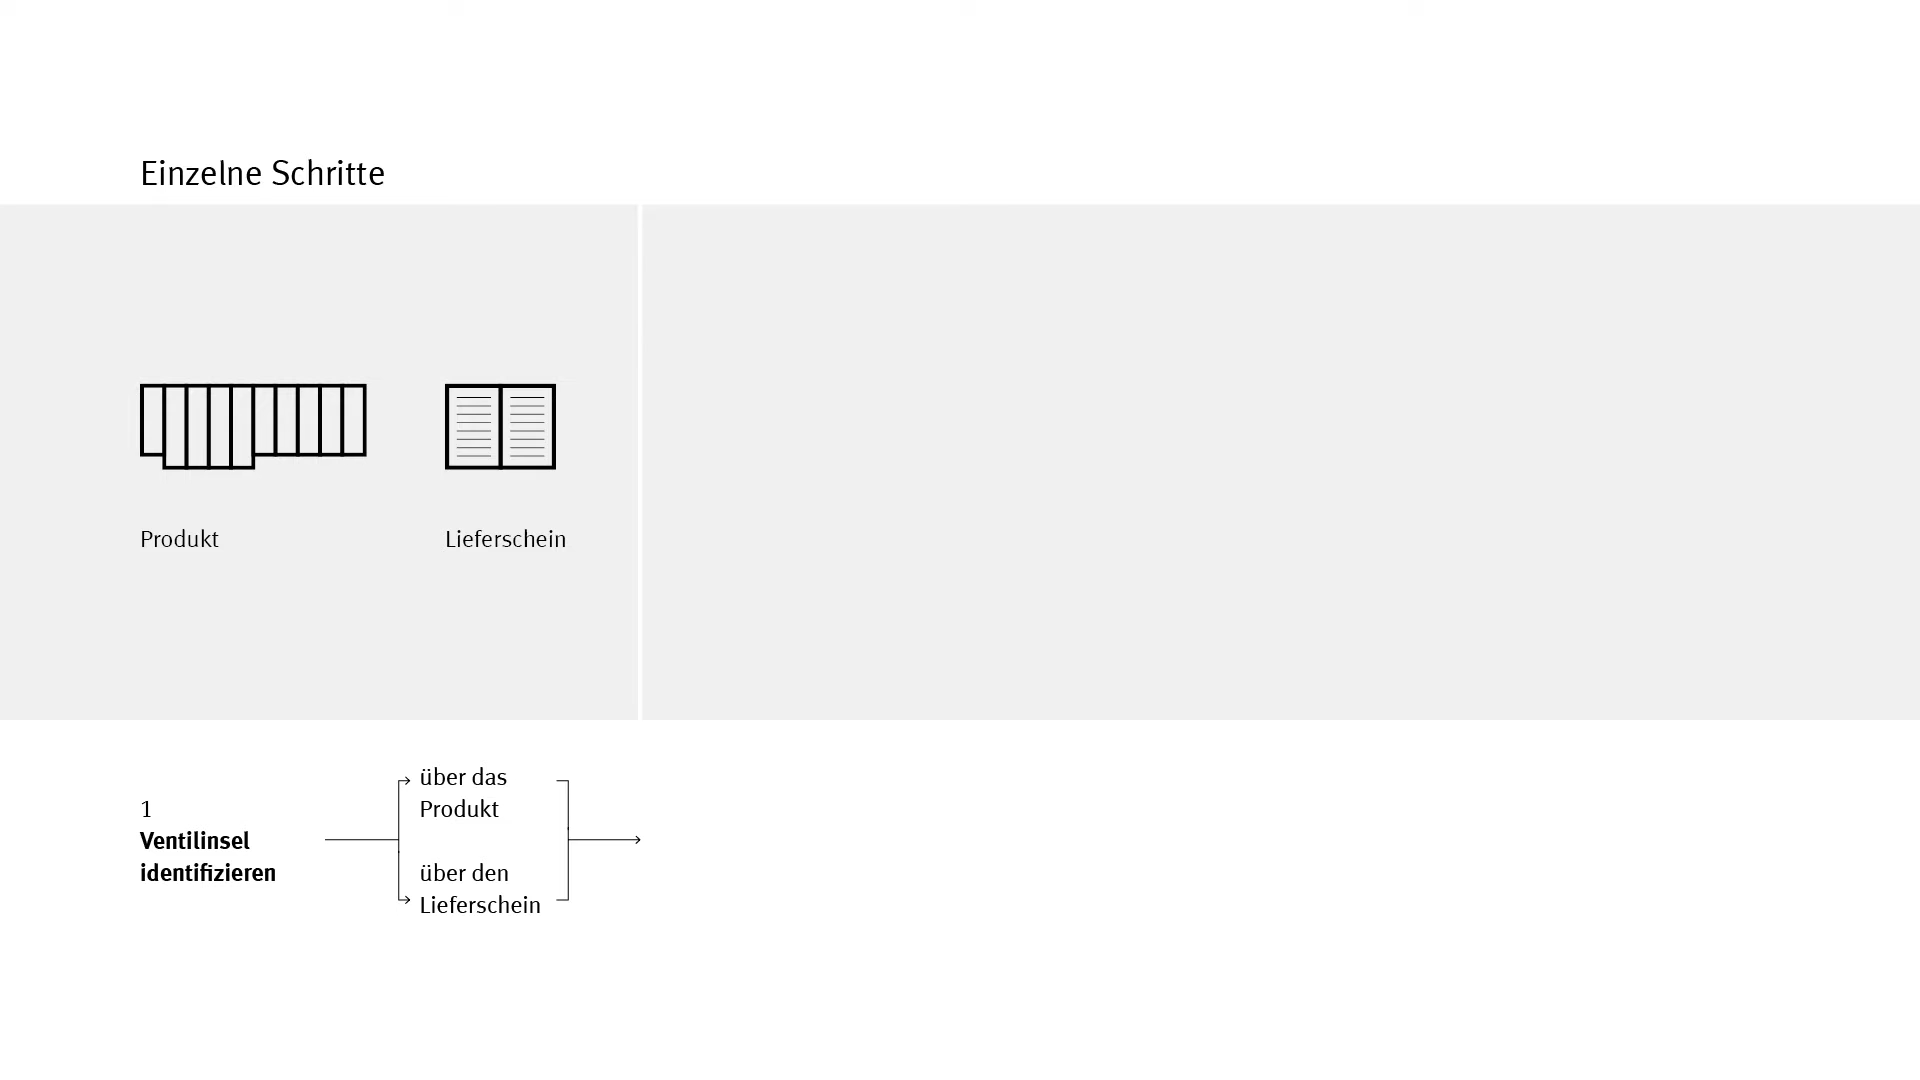 Einzelne Schritte
Produkt
Lieferschein
1
Ventilinsel
identifizieren
über das
Produkt
über den
Lieferschein